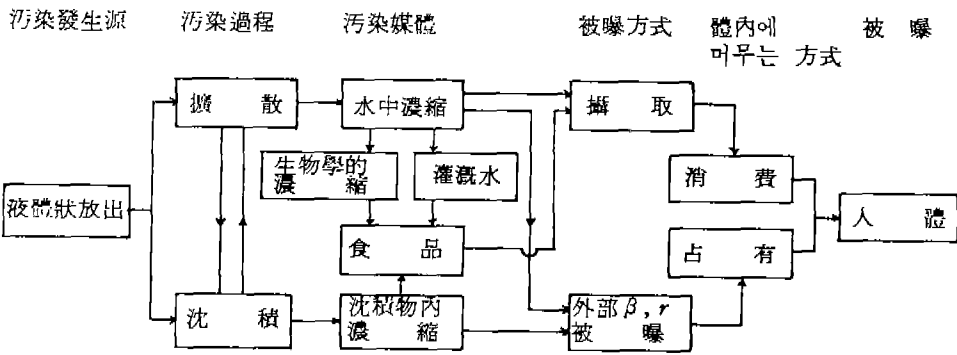 汚染發生源 汚染過程 汚染媒體 被曝方式 體內에 被 曝
머무는 方式
擴 散 水中濃縮 攝 取
生物學的 灌漑水
濃 縮
消 費
液體狀放出 人 體
食 品 占 有
沈 積 沈積物內 外部 β, r
濃 縮 被 曝